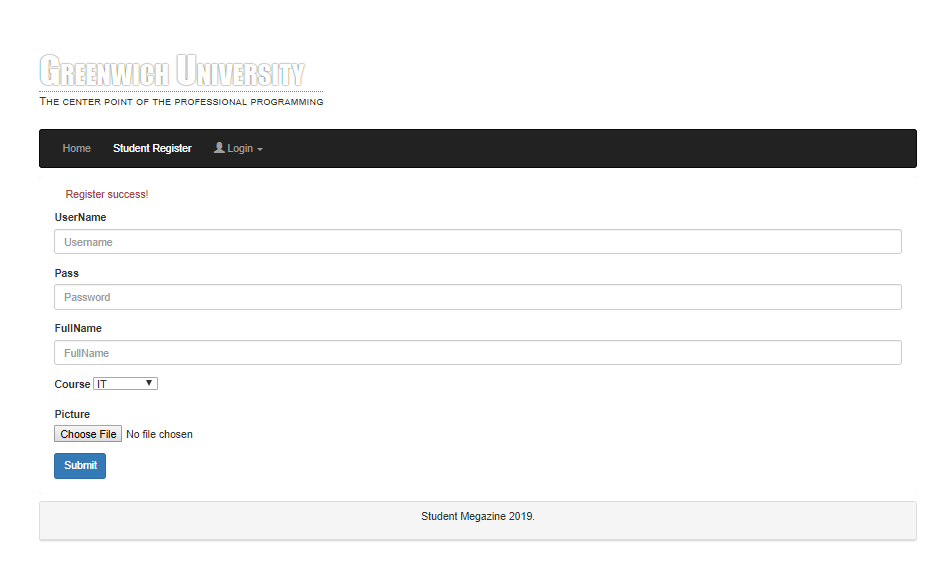 Greenwich University
The center point of the professional programming
Home Student Register Login
Register success!
UserName
Username
Pass
Password
FullName
FullName
Course IT
Picture
Choose File No file chosen
Submit
Student Megazine 2019.